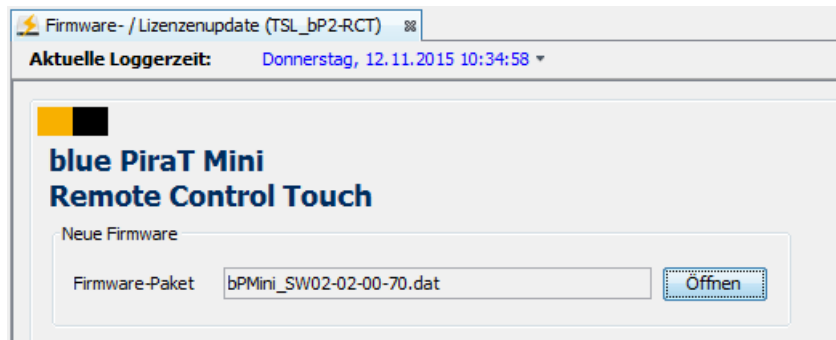 Firmware- / Lizenzenupdate (TSL_bP2-RCT)
Aktuelle Loggerzeit: Donnerstag, 12.11.2015 10:34:58
blue PiraT Mini
Remote Control Touch
Neue Firmware
Firmware-Paket bPMini_SW02-02-00-70.dat Öffnen